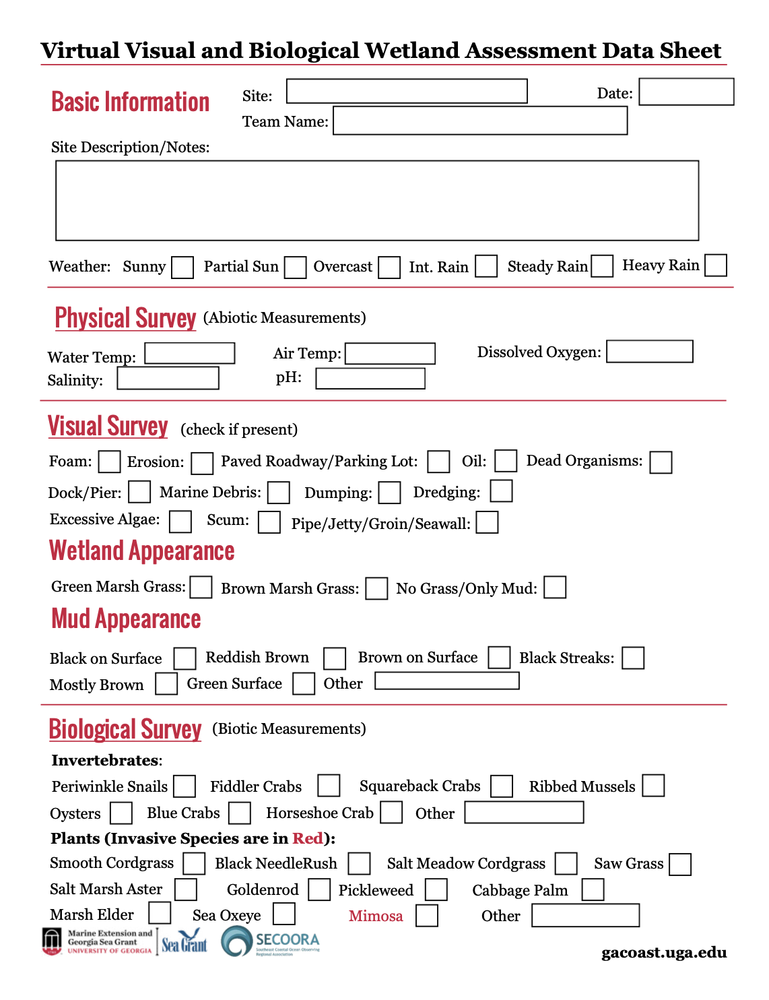 Virtual Visual and Biological Wetland Assessment Data Sheet
Basic Information
Site:
Date:
Team Name:
Site Description/Notes:
Weather: Sunny Partial Sun Overcast Int. Rain Steady Rain Heavy Rain
Physical Survey (Abiotic Measurements)
Water Temp: Air Temp: Dissolved Oxygen:
Salinity: pH:
Visual Survey (check if present)
Foam: Erosion: Paved Roadway/Parking Lot: Oil: Dead Organisms:
Dock/Pier: Marine Debris: Dumping: Dredging:
Excessive Algae: Scum: Pipe/Jetty/Groin/Seawall:
Wetland Appearance
Green Marsh Grass: Brown Marsh Grass: No Grass/Only Mud:
Mud Appearance
Black on Surface Reddish Brown Brown on Surface Black Streaks:
Mostly Brown Green Surface Other
Biological Survey (Biotic Measurements)
Invertebrates:
Periwinkle Snails Fiddler Crabs Squareback Crabs Ribbed Mussels
Oysters Blue Crabs Horseshoe Crab Other
Plants (Invasive Species are in Red):
Smooth Cordgrass Black NeedleRush Salt Meadow Cordgrass Saw Grass
Salt Marsh Aster Goldenrod Pickleweed Cabbage Palm
Marsh Elder Sea Oxeye Mimosa Other
Marine Extension and
Georgia Sea Grant
UNIVERSITY OF GEORGIA
Sea Grant
SECOORA
Southeast Coastal Ocean Observing
Regional Association
gacoast.uga.edu